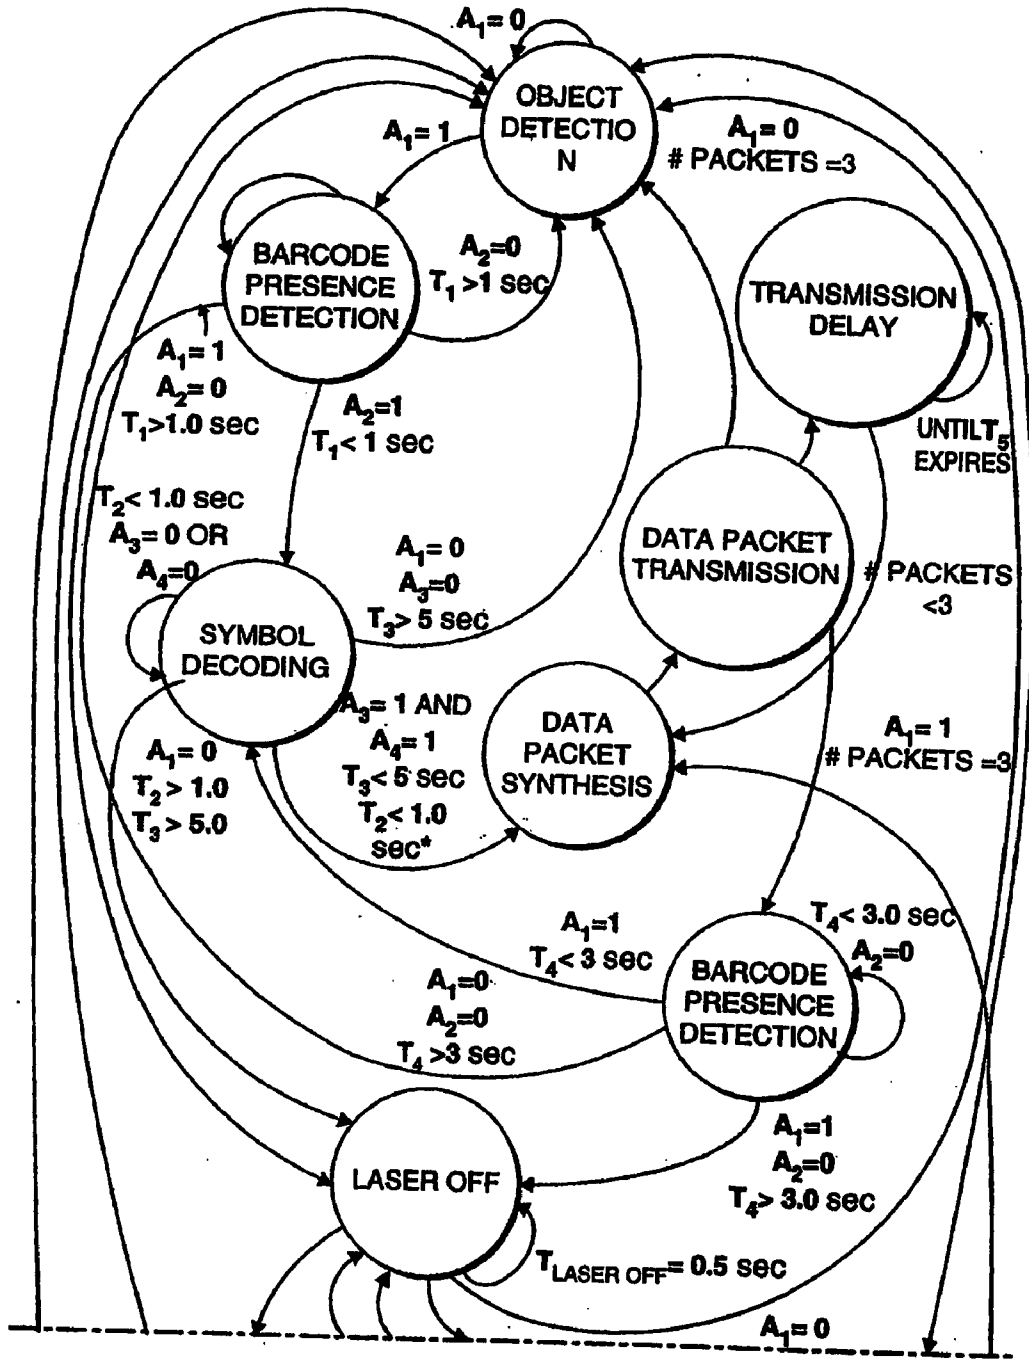 A₁= 0
OBJECT
DETECTIO
N
A₁= 1
A₁= 0
# PACKETS =3
BARCODE
PRESENCE
DETECTION
A₂=0
T₁ >1 sec
TRANSMISSION
DELAY
A₁= 1
A₂= 0
T₁>1.0 sec
A₂=1
T₁< 1 sec
UNTILT₅
EXPIRES
T₂< 1.0 sec
A₃= 0 OR
A₄=0
A₁= 0
A₃=0
T₃> 5 sec
DATA PACKET
TRANSMISSION
# PACKETS
<3
SYMBOL
DECODING
A₃= 1 AND
A₄= 1
T₃< 5 sec
T₂< 1.0
sec*
DATA
PACKET
SYNTHESIS
A₁= 1
# PACKETS =3
A₁= 0
T₂> 1.0
T₃> 5.0
A₁=1
T₄< 3 sec
T₄< 3.0 sec
A₂=0
BARCODE
PRESENCE
DETECTION
A₁=0
A₂=0
T₄ >3 sec
A₁=1
A₂=0
T₄> 3.0 sec
LASER OFF
T LASER OFF= 0.5 sec
A₁= 0